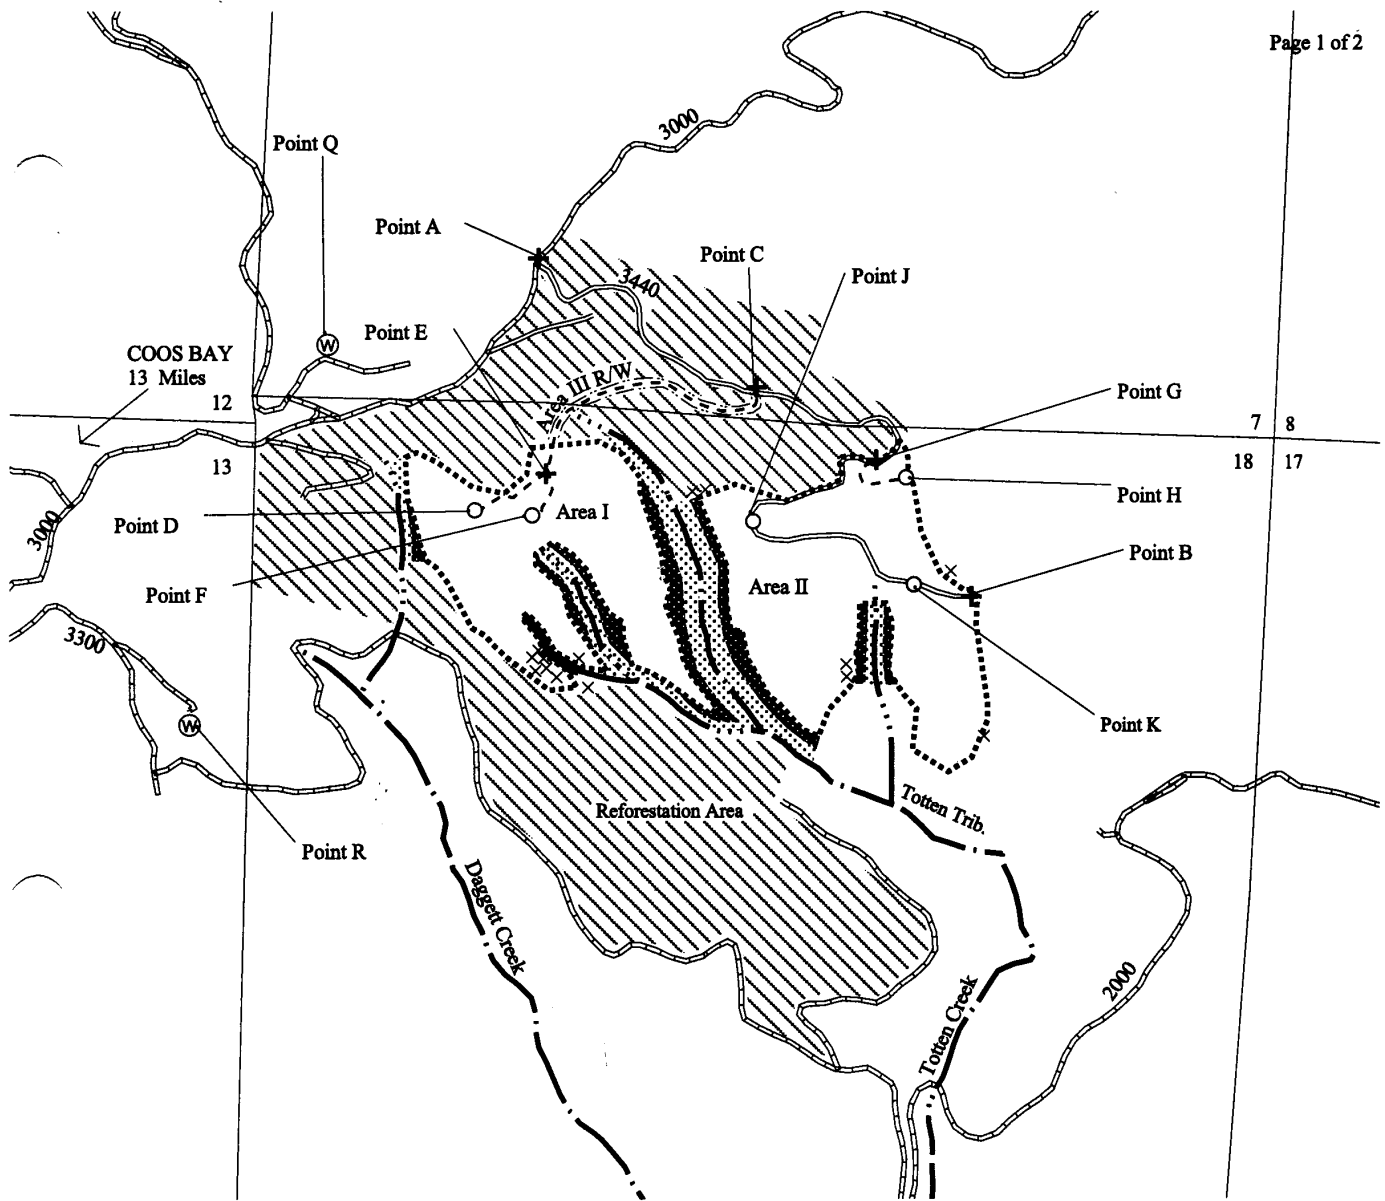 Page 1 of 2
3000
Point Q
Point A
Point C
3440
Point J
Point E
COOS BAY
13 Miles
Area III R/W
Point G
12
7
8
13
18
17
Point H
Point D
3000
Area I
Point B
Point F
Area II
3300
W
W
Point K
Totten Trib.
Reforestation Area
Point R
Daggett Creek
Totten Creek
2000